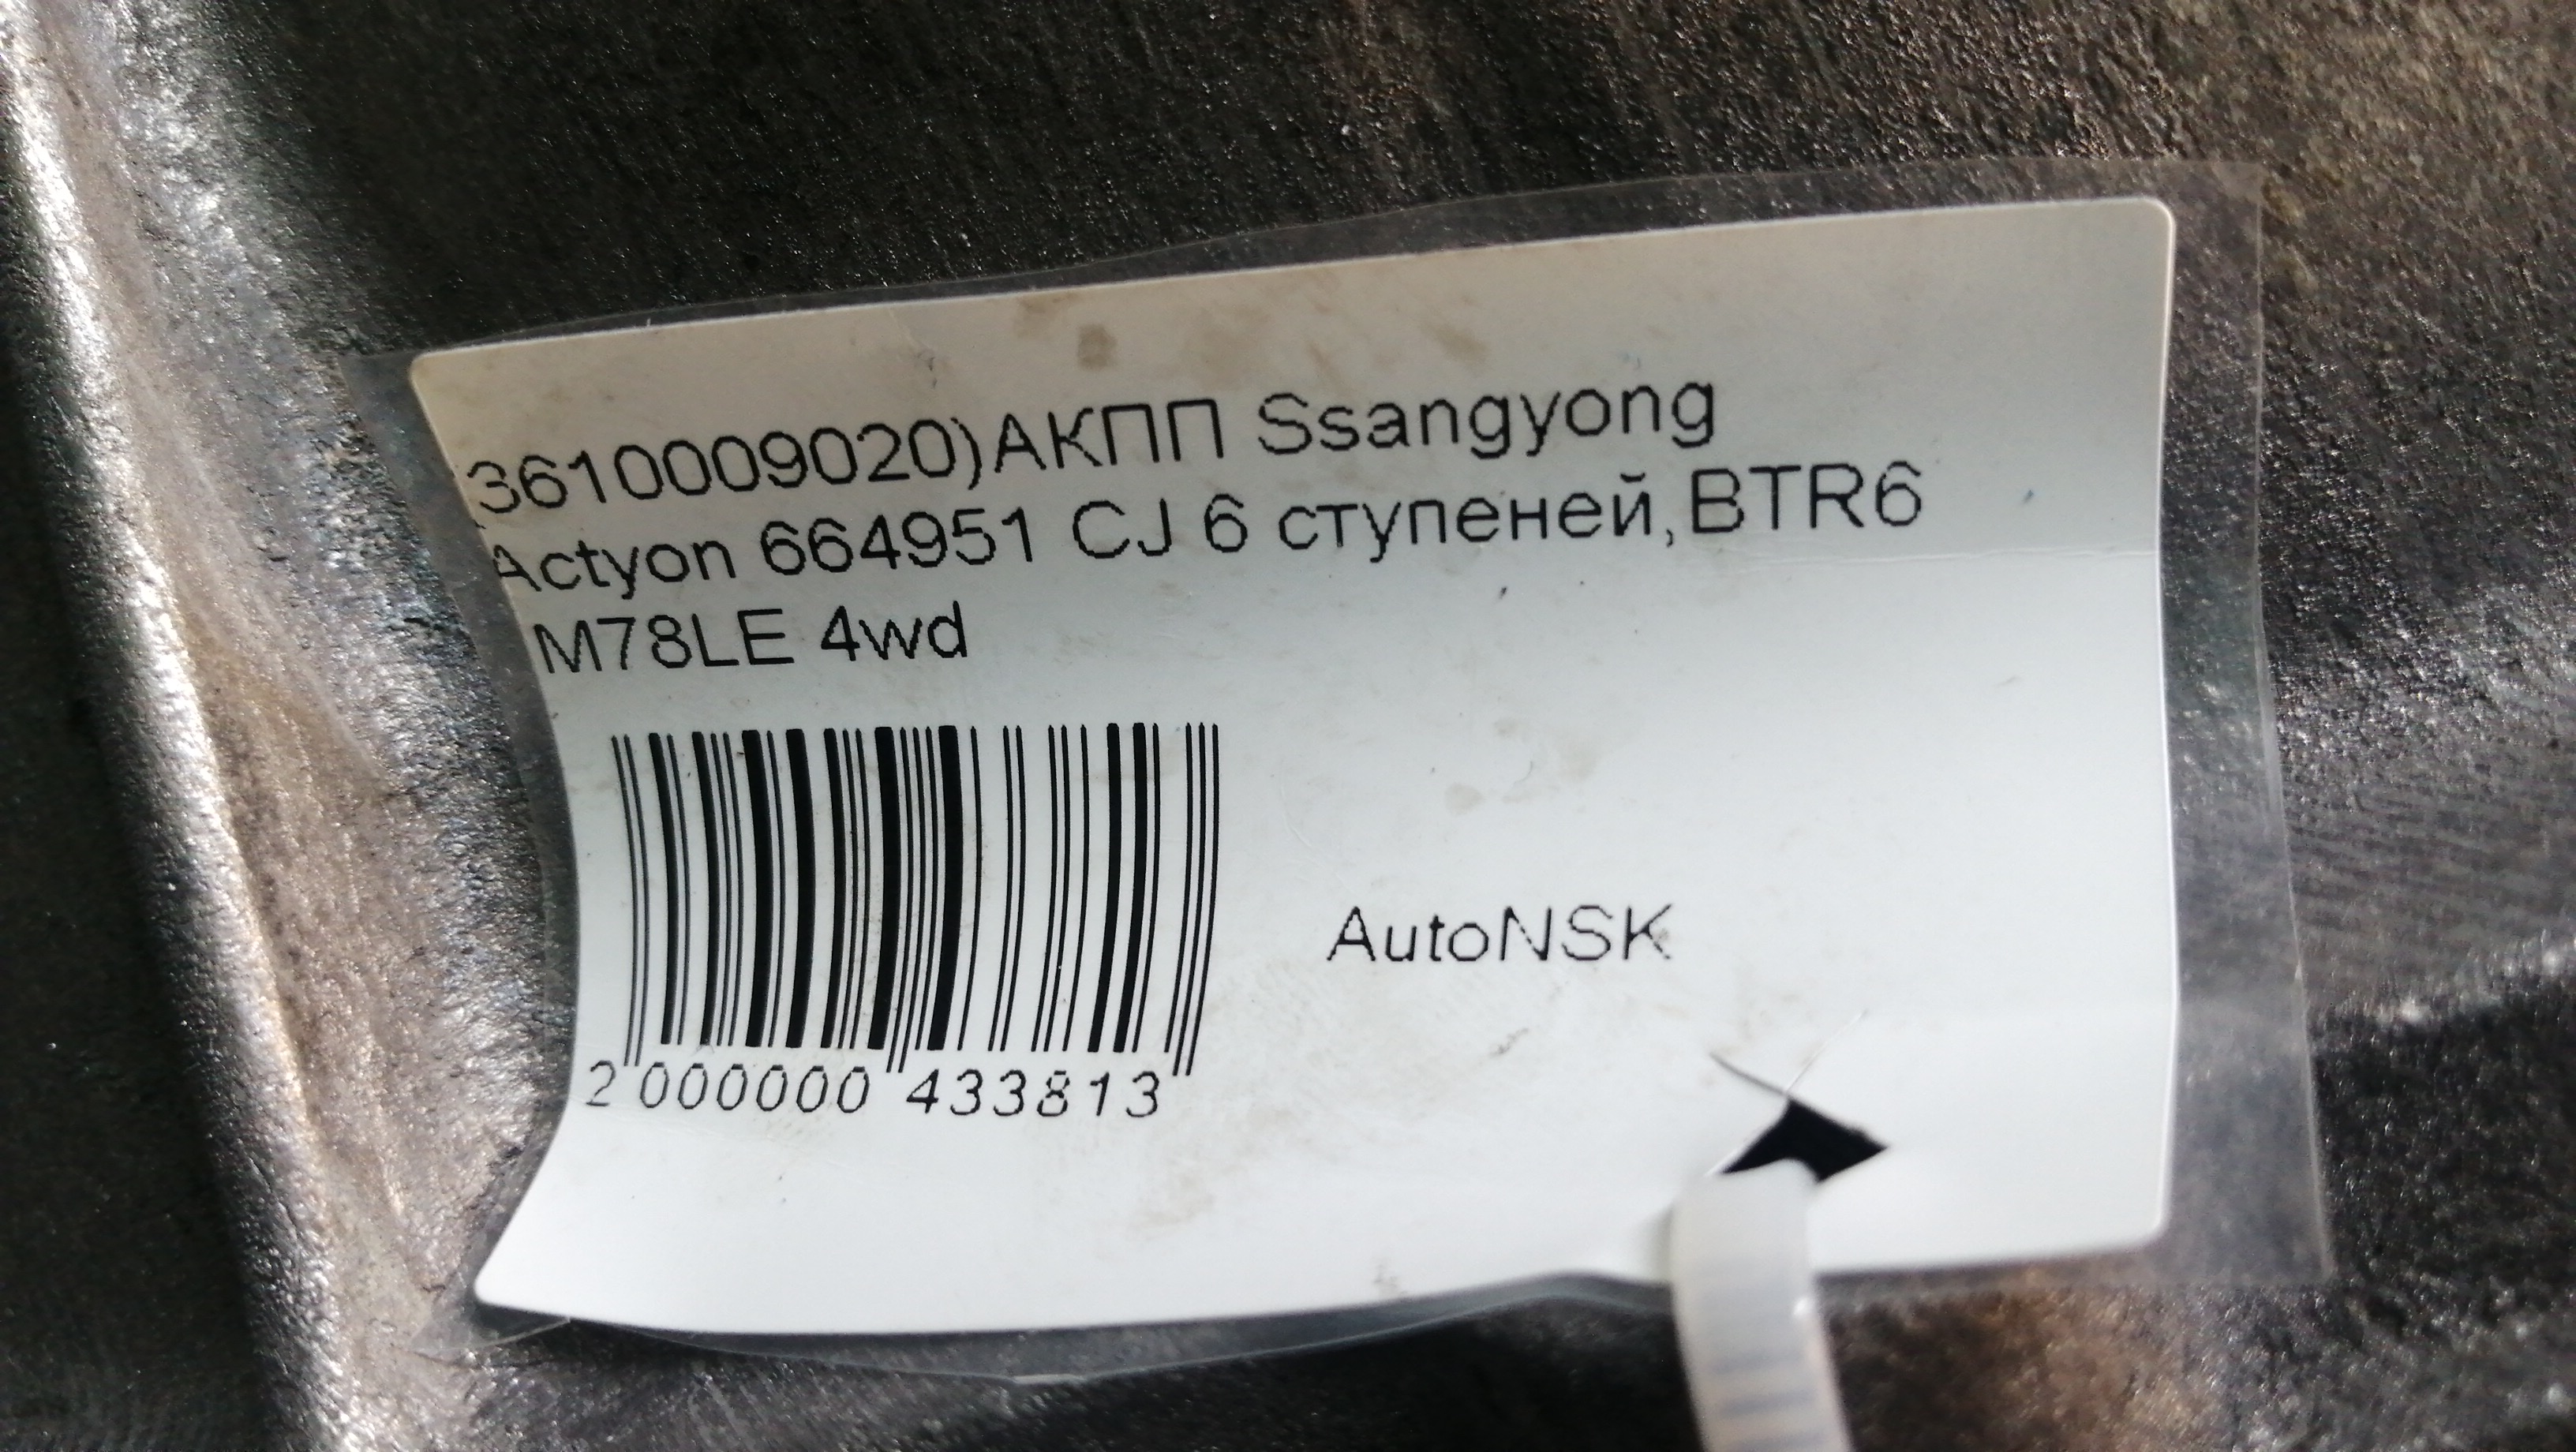 (3610009020)АКПП Ssangyong
Actyon 664951 CJ 6 ступеней,BTR6
M78LE 4wd
AutoNSK
2 000000 433813